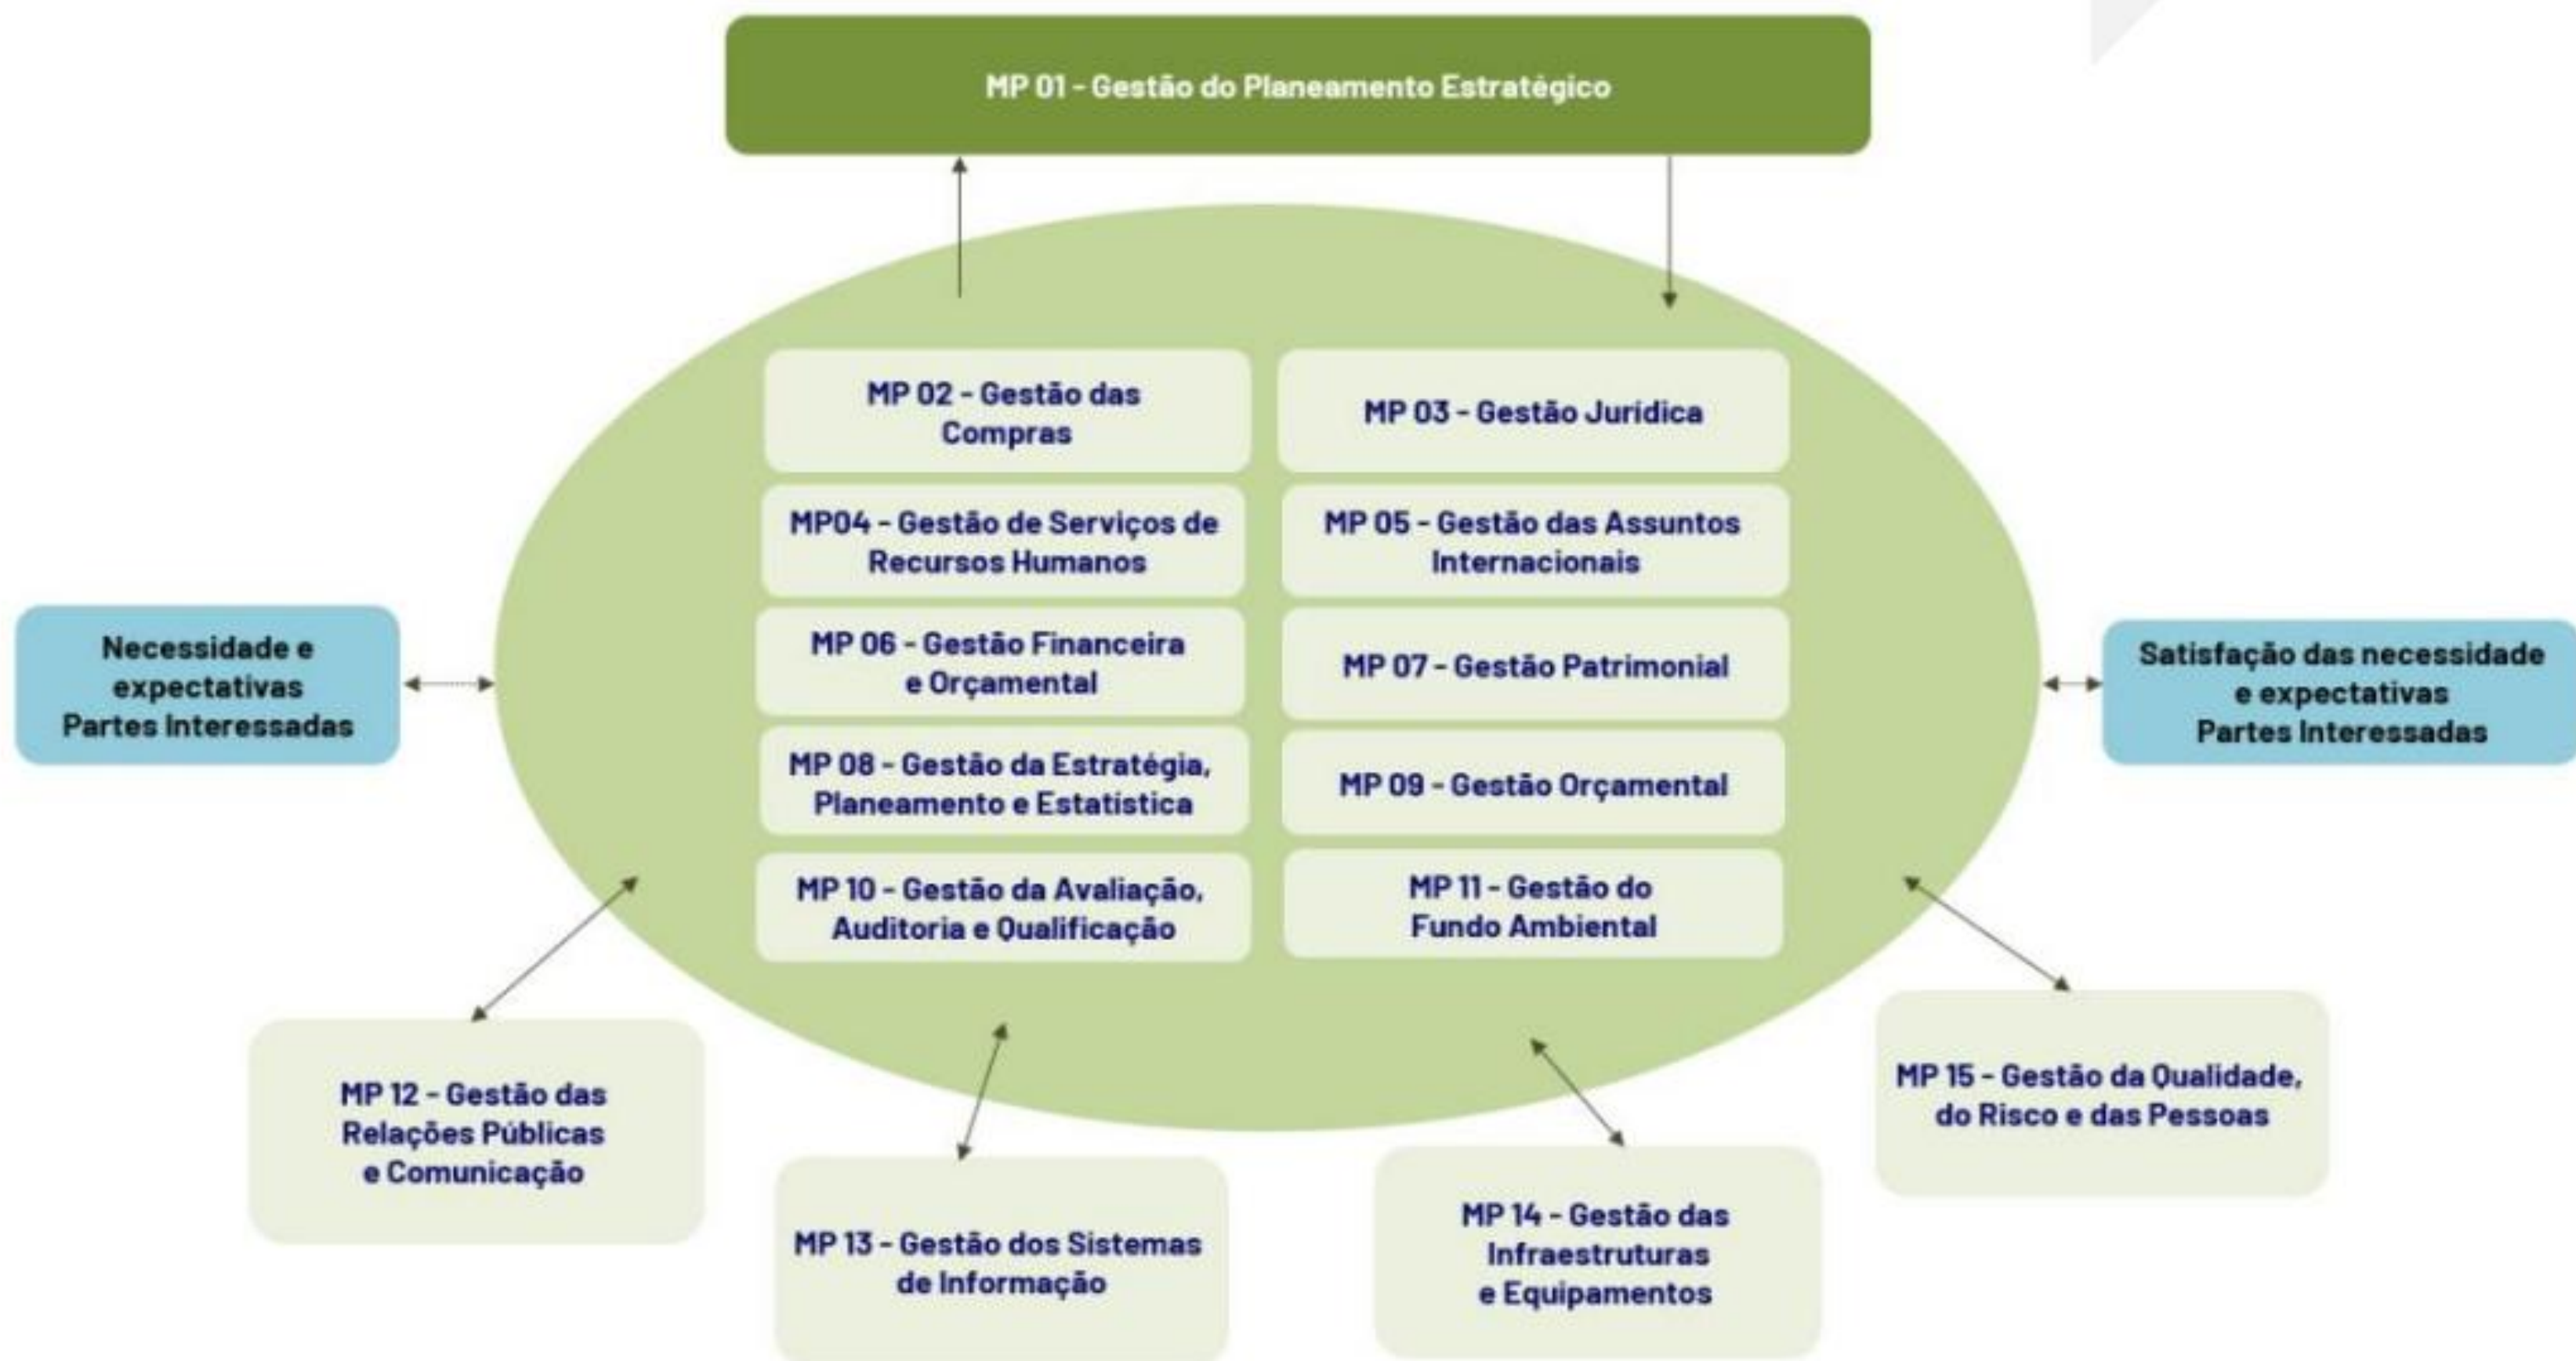 MP 01 - Gestão do Planeamento Estratégico
MP 02 - Gestão das
Compras
MP 03 - Gestão Jurídica
MP04 - Gestão de Serviços de
Recursos Humanos
MP 05 - Gestão das Assuntos
Internacionais
MP 06 - Gestão Financeira
e Orçamental
MP 07 - Gestão Patrimonial
MP 08 - Gestão da Estratégia,
Planeamento e Estatística
MP 09 - Gestão Orçamental
MP 10 - Gestão da Avaliação,
Auditoria e Qualificação
MP 11 - Gestão do
Fundo Ambiental
Necessidade e
expectativas
Partes Interessadas
Satisfação das necessidade
e expectativas
Partes Interessadas
MP 12 - Gestão das
Relações Públicas
e Comunicação
MP 13 - Gestão dos Sistemas
de Informação
MP 14 - Gestão das
Infraestruturas
e Equipamentos
MP 15 - Gestão da Qualidade,
do Risco e das Pessoas